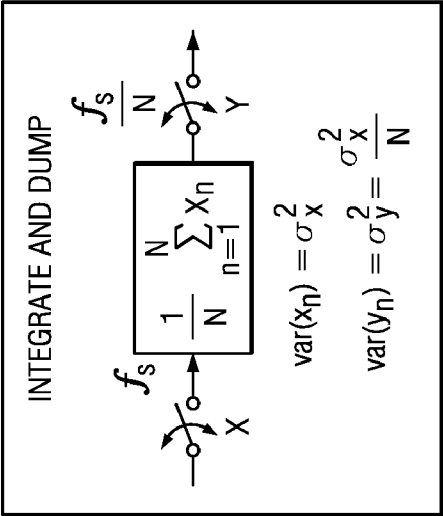 INTEGRATE AND DUMP
f_s
f_s/N
1/N ∑_{n=1}^{N} X_n
X
Y
var(x_n) = σ_x^2
var(y_n) = σ_y^2 = σ_x^2/N